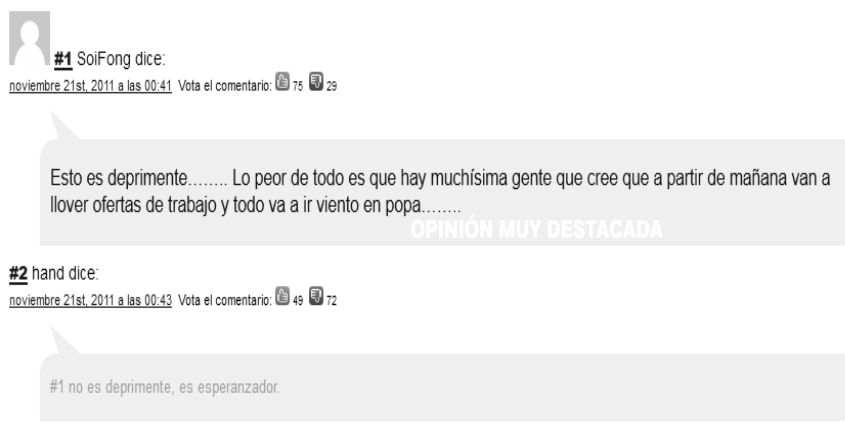 #1 SoiFong dice:
noviembre 21st, 2011 a las 00:41 Vota el comentario: 75 29
Esto es deprimente........ Lo peor de todo es que hay muchísima gente que cree que a partir de mañana van a
llover ofertas de trabajo y todo va a ir viento en popa........
OPINIÓN MUY DESTACADA
#2 hand dice:
noviembre 21st, 2011 a las 00:43 Vota el comentario: 49 72
#1 no es deprimente, es esperanzador.